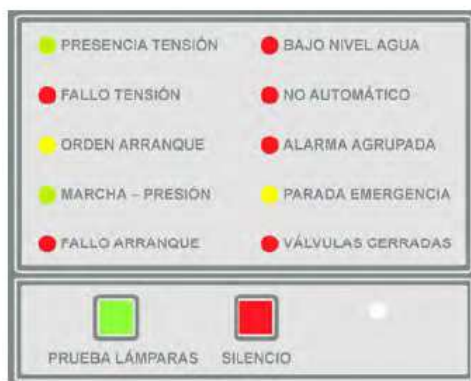 PRESENCIA TENSIÓN
FALLO TENSIÓN
ORDEN ARRANQUE
MARCHA – PRESIÓN
FALLO ARRANQUE
BAJO NIVEL AGUA
NO AUTOMÁTICO
ALARMA AGRUPADA
PARADA EMERGENCIA
VÁLVULAS CERRADAS
PRUEBA LÁMPARAS
SILENCIO